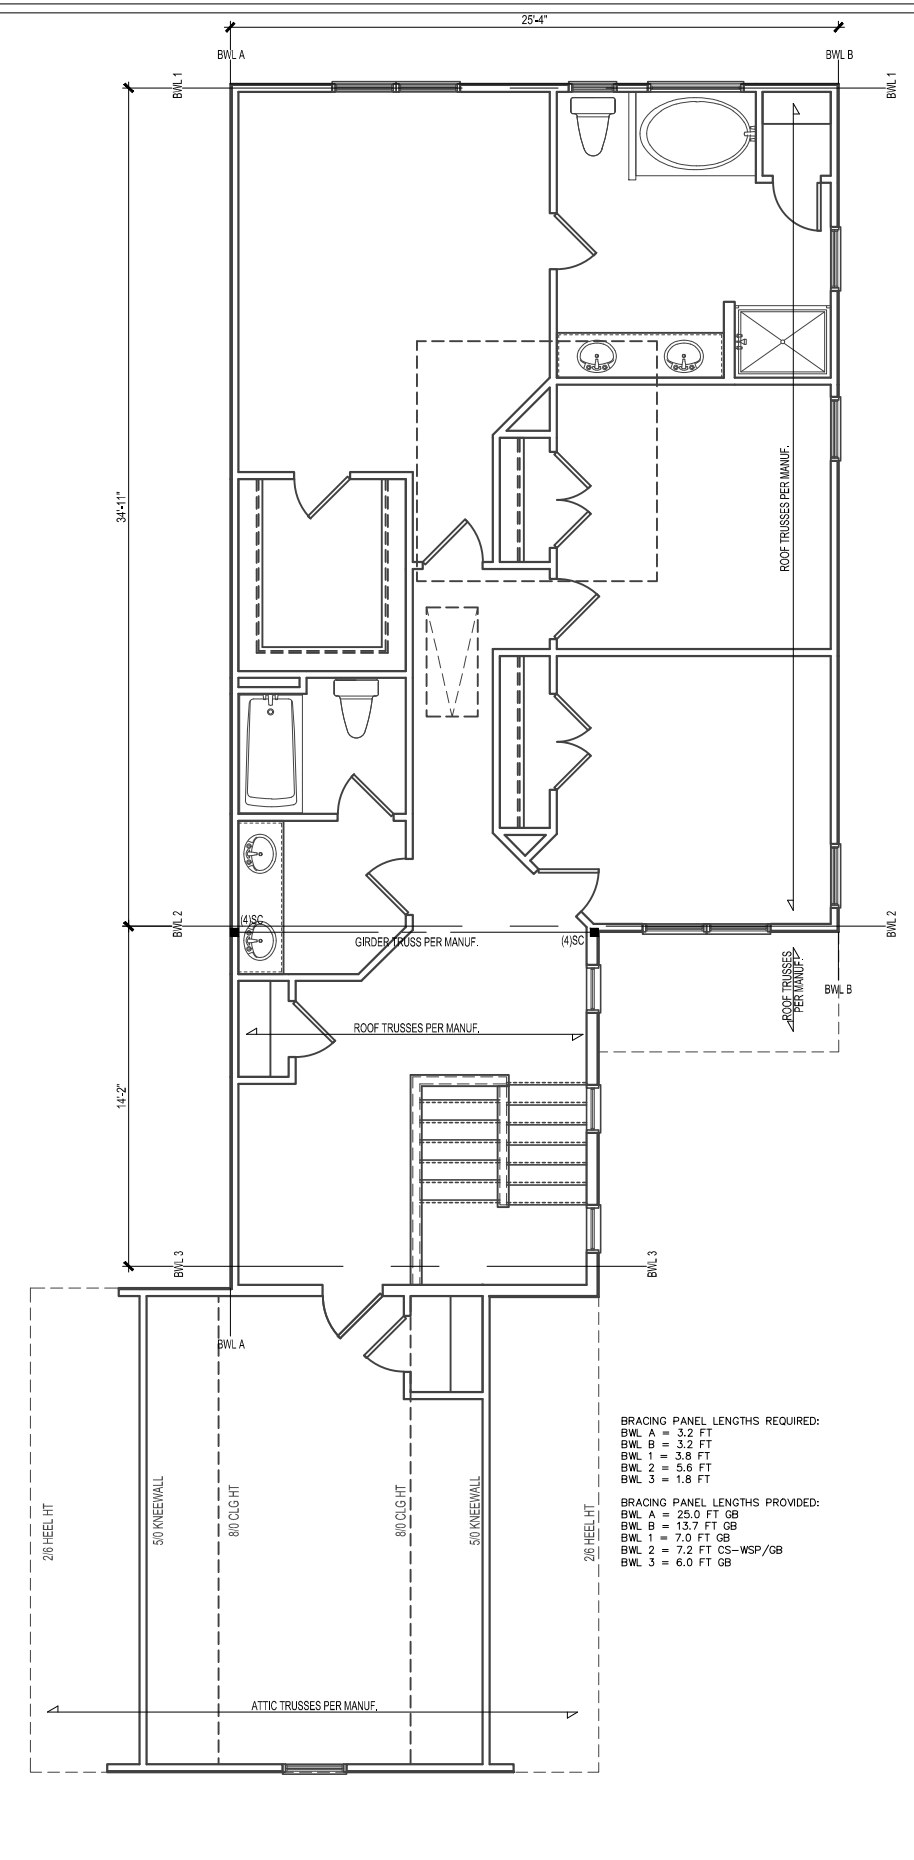 25'-4"
BWL A
BWL B
BWL 1
BWL 1
34'-11"
ROOF TRUSSES PER MANUF.
BWL 2
(4)SC
GIRDER TRUSS PER MANUF.
(4)SC
BWL 2
ROOF TRUSSES
PER MANUF.
BWL B
ROOF TRUSSES PER MANUF.
14'-2"
BWL 3
BWL 3
BWL A
BRACING PANEL LENGTHS REQUIRED:
BWL A = 3.2 FT
BWL B = 3.2 FT
BWL 1 = 3.8 FT
BWL 2 = 5.6 FT
BWL 3 = 1.8 FT
BRACING PANEL LENGTHS PROVIDED:
BWL A = 25.0 FT GB
BWL B = 13.7 FT GB
BWL 1 = 7.0 FT GB
BWL 2 = 7.2 FT CS-WSP/GB
BWL 3 = 6.0 FT GB
2/6 HEEL HT
5/0 KNEEWALL
8/0 CLG HT
8/0 CLG HT
5/0 KNEEWALL
2/6 HEEL HT
ATTIC TRUSSES PER MANUF.